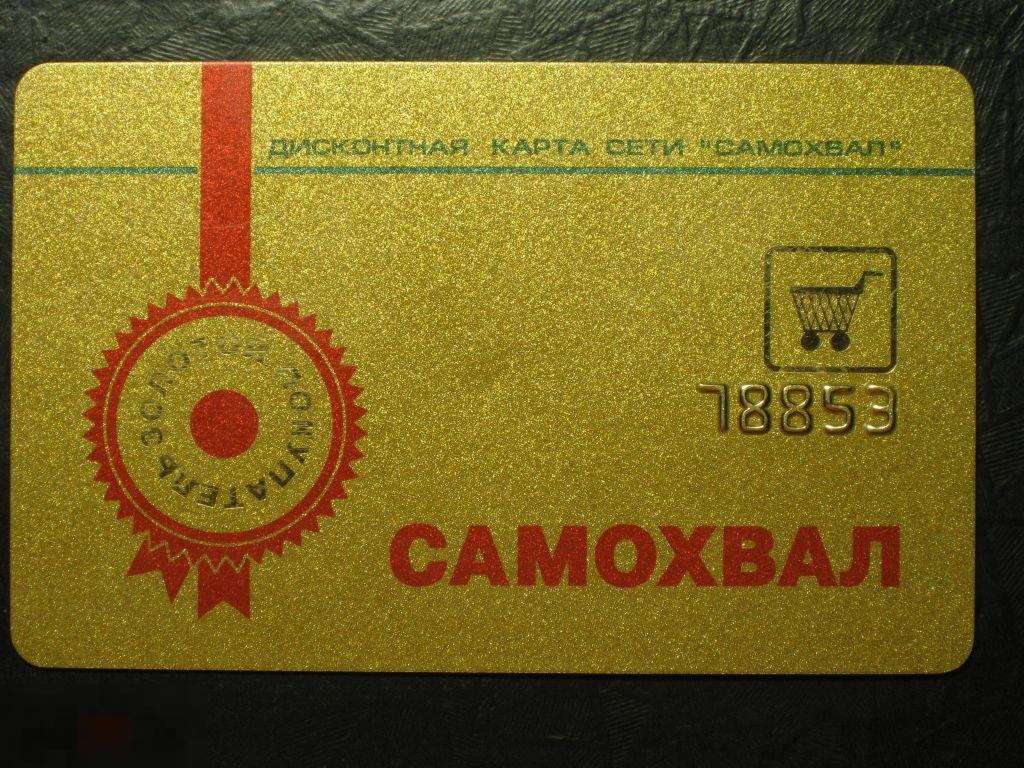 ДИСКОНТНАЯ КАРТА СЕТИ "САМОХВАЛ"
ЗОЛОТОЙ ПОКУПАТЕЛЬ
78853
САМОХВАЛ